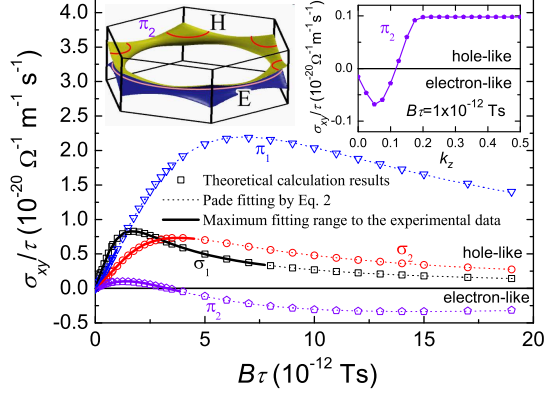 π2
H
E
σxy/τ (10-20 Ω-1 m-1 s-1)
4.0
3.5
3.0
2.5
2.0
1.5
1.0
0.5
0.0
-0.5
0
5
10
15
20
Bτ (10-12 Ts)
π1
Theoretical calculation results
Pade fitting by Eq. 2
Maximum fitting range to the experimental data
σ1
σ2
hole-like
electron-like
π2
σxy/τ (10-20 Ω-1 m-1 s-1)
0.1
0.0
-0.1
π2
hole-like
electron-like
Bτ=1x10-12 Ts
0.0
0.1
0.2
0.3
0.4
0.5
kz